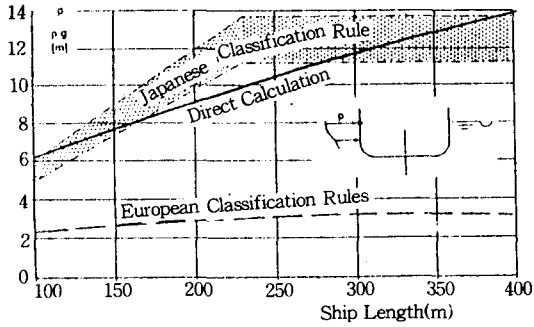 14
12
10
8
6
4
2
0
p
ρ g
[m]
Japanese Classification Rule
Direct Calculation
p
European Classification Rules
100 150 200 250 300 350 400
Ship Length(m)